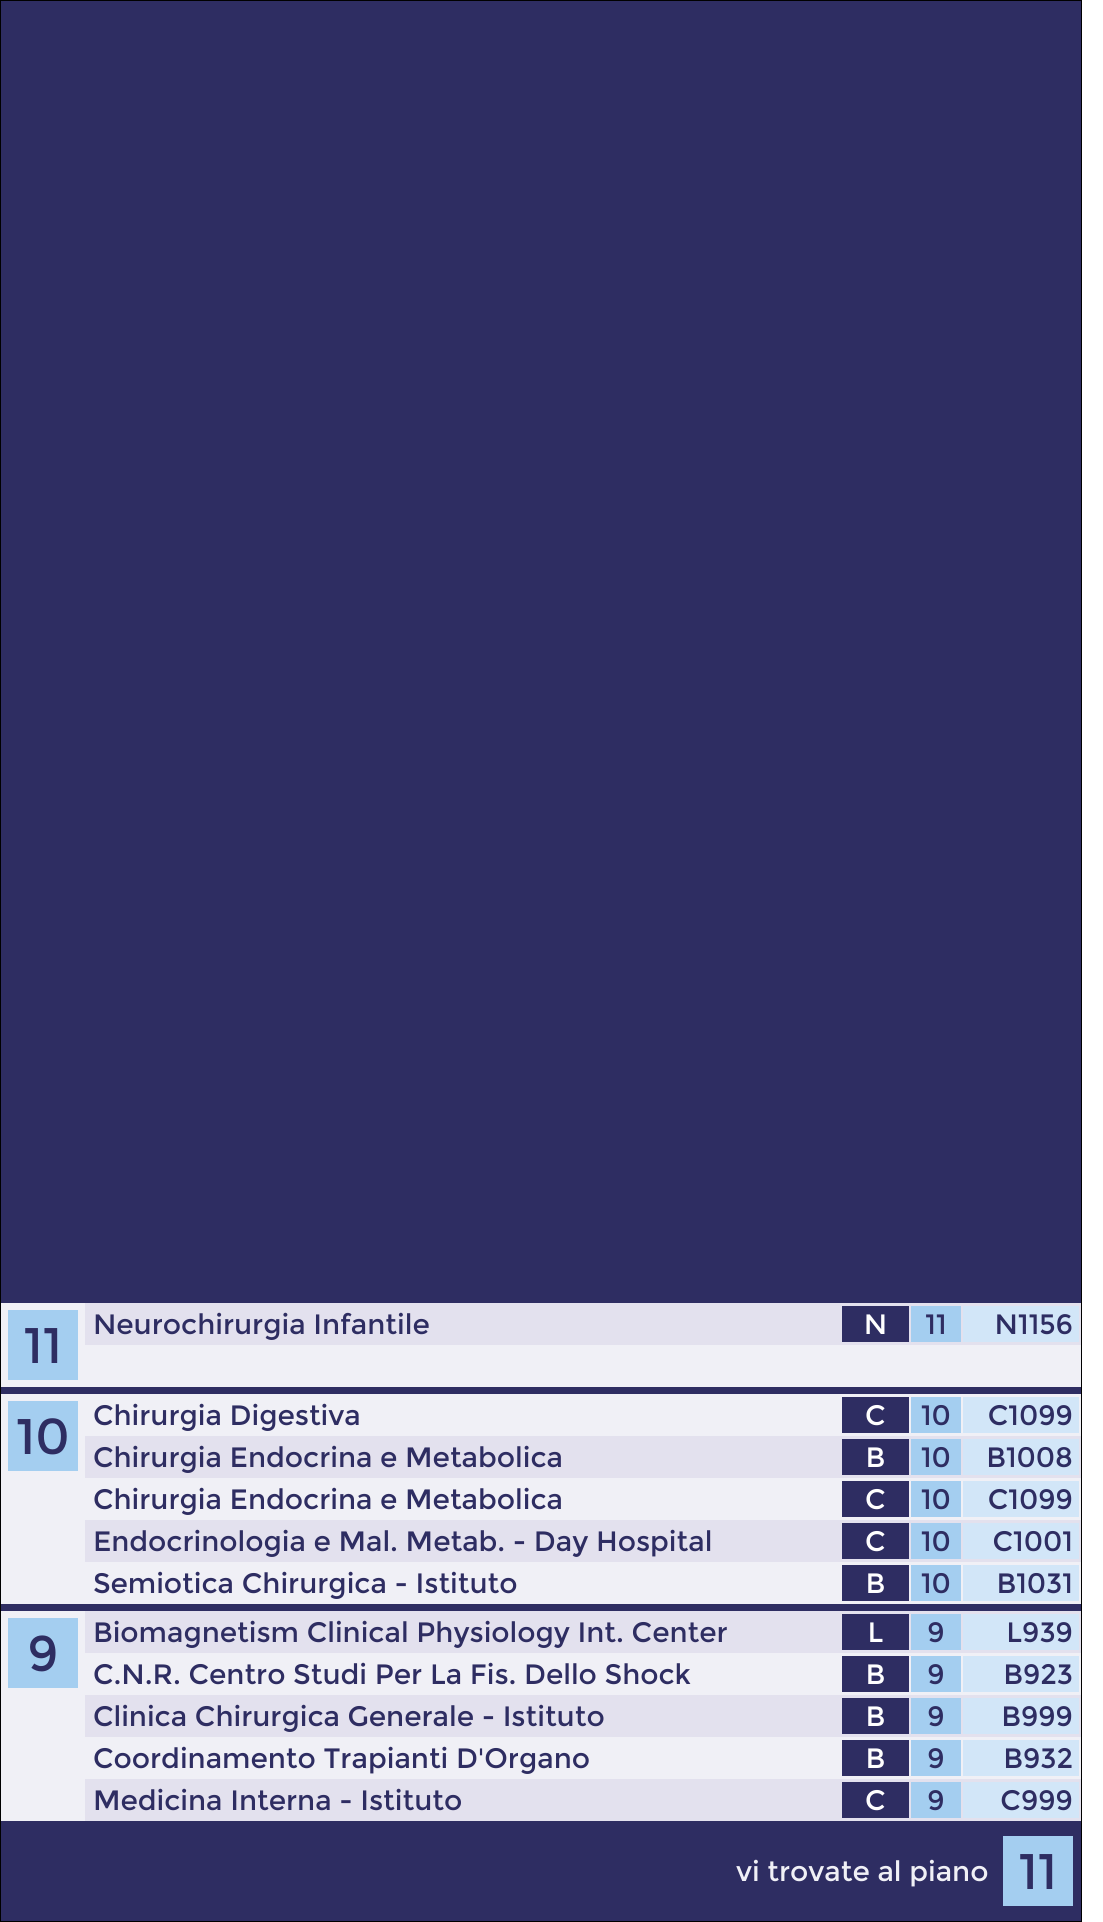 11 Neurochirurgia Infantile N 11 N1156
10 Chirurgia Digestiva C 10 C1099
Chirurgia Endocrina e Metabolica B 10 B1008
Chirurgia Endocrina e Metabolica C 10 C1099
Endocrinologia e Mal. Metab. - Day Hospital C 10 C1001
Semiotica Chirurgica - Istituto B 10 B1031
9 Biomagnetism Clinical Physiology Int. Center L 9 L939
C.N.R. Centro Studi Per La Fis. Dello Shock B 9 B923
Clinica Chirurgica Generale - Istituto B 9 B999
Coordinamento Trapianti D'Organo B 9 B932
Medicina Interna - Istituto C 9 C999
vi trovate al piano 11